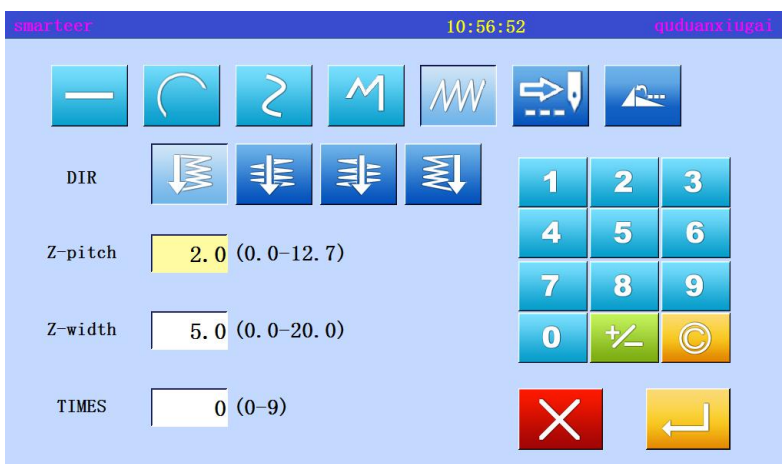 smarteer 10:56:52 quduanxiugai
DIR
1 2 3
Z-pitch 2.0 (0.0-12.7)
4 5 6
7 8 9
Z-width 5.0 (0.0-20.0)
0 +/- ©
TIMES 0 (0-9)